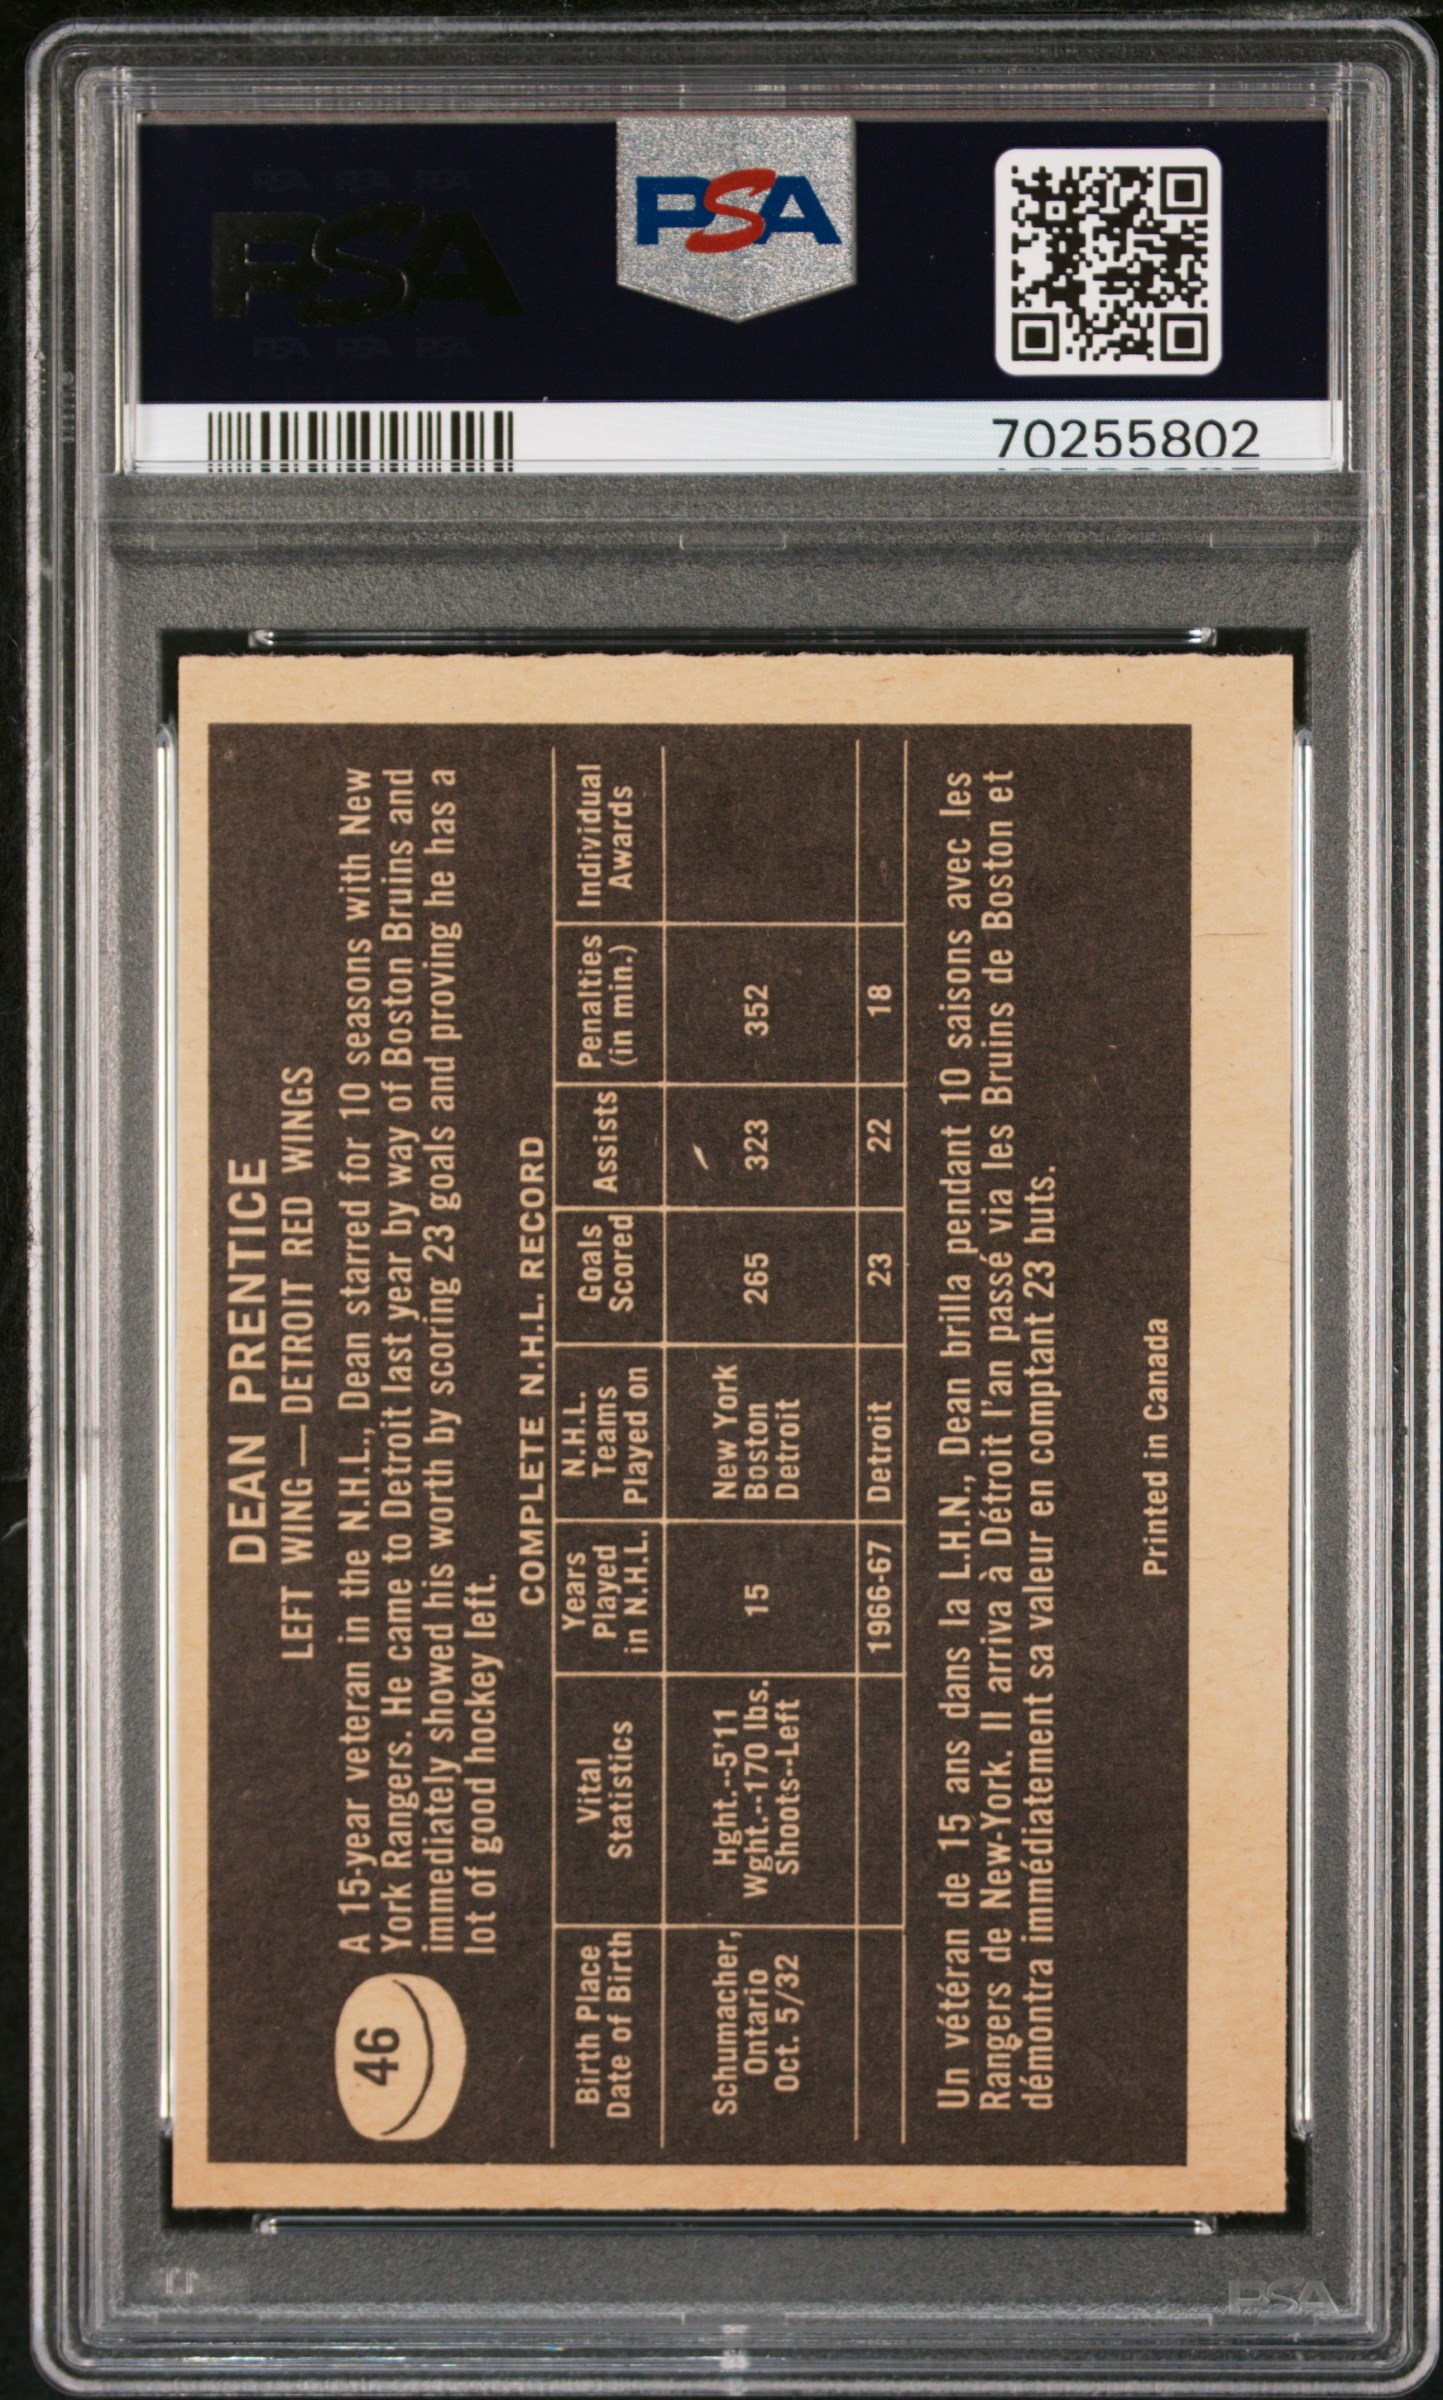 PSA
PSA
70255802
DEAN PRENTICE
LEFT WING—DETROIT RED WINGS
46
A 15-year veteran in the N.H.L., Dean starred for 10 seasons with New
York Rangers. He came to Detroit last year by way of Boston Bruins and
immediately showed his worth by scoring 23 goals and proving he has a
lot of good hockey left.
COMPLETE N.H.L. RECORD
Birth Place
Date of Birth
Vital
Statistics
Years
Played
in N.H.L.
N.H.L.
Teams
Played on
Goals
Scored
Assists
Penalties
(in min.)
Individual
Awards
Schumacher,
Ontario
Oct. 5/32
Hght.--5'11
Wght.--170 lbs.
Shoots--Left
15
New York
Boston
Detroit
265
323
352
1966-67
Detroit
23
22
18
Un vétéran de 15 ans dans la L.H.N., Dean brilla pendant 10 saisons avec les
Rangers de New-York. Il arriva à Détroit l'an passé via les Bruins de Boston et
démontra immédiatement sa valeur en comptant 23 buts.
Printed in Canada
PSA